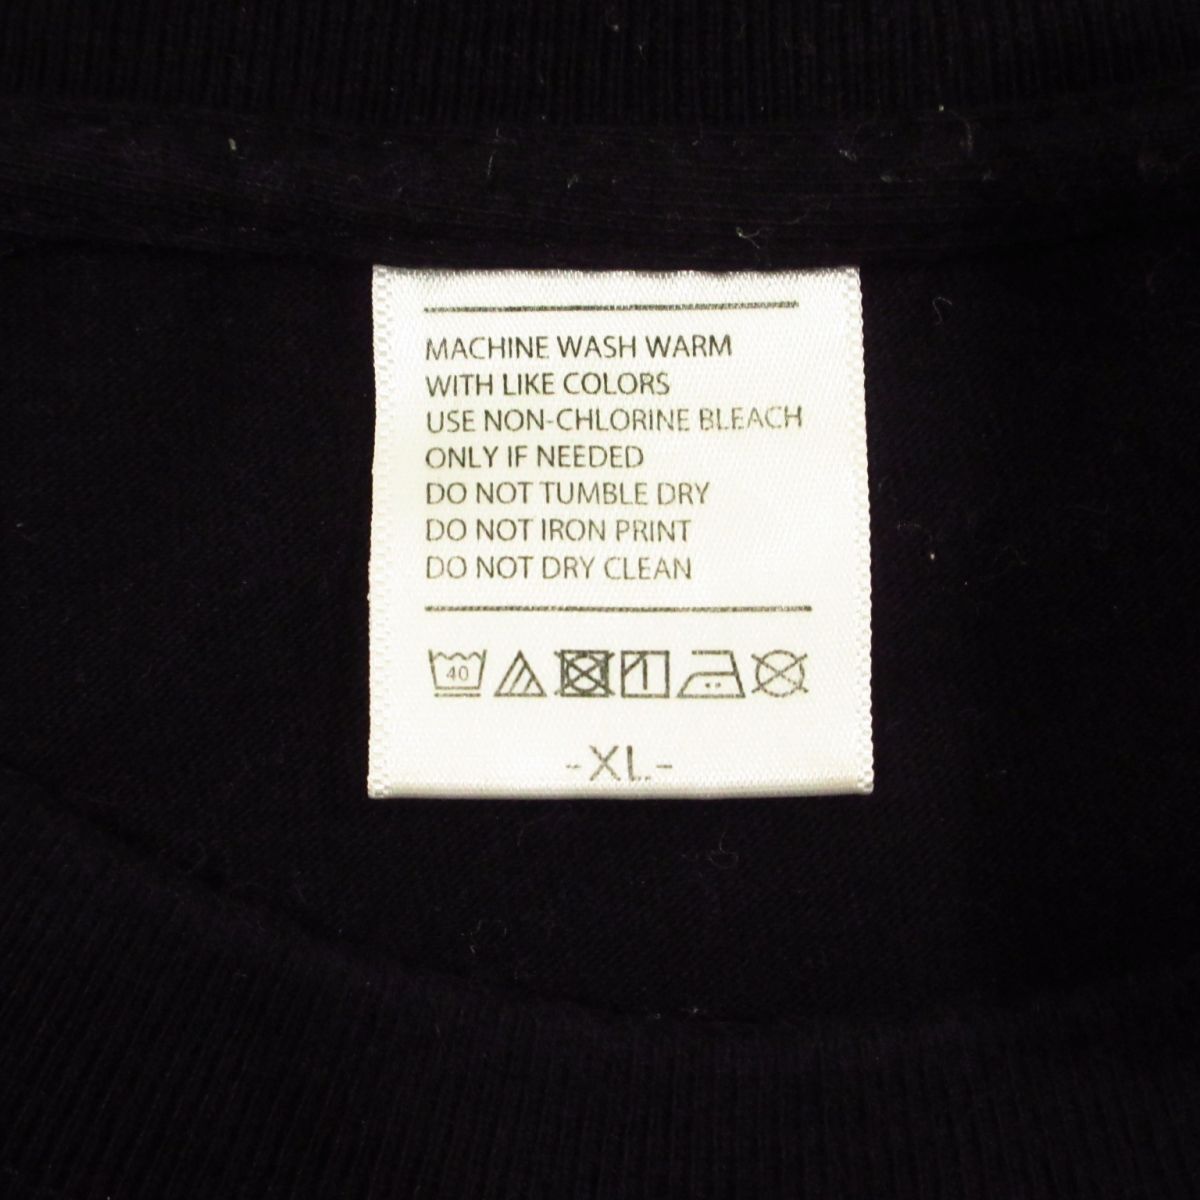 MACHINE WASH WARM
WITH LIKE COLORS
USE NON-CHLORINE BLEACH
ONLY IF NEEDED
DO NOT TUMBLE DRY
DO NOT IRON PRINT
DO NOT DRY CLEAN
40
-XL-